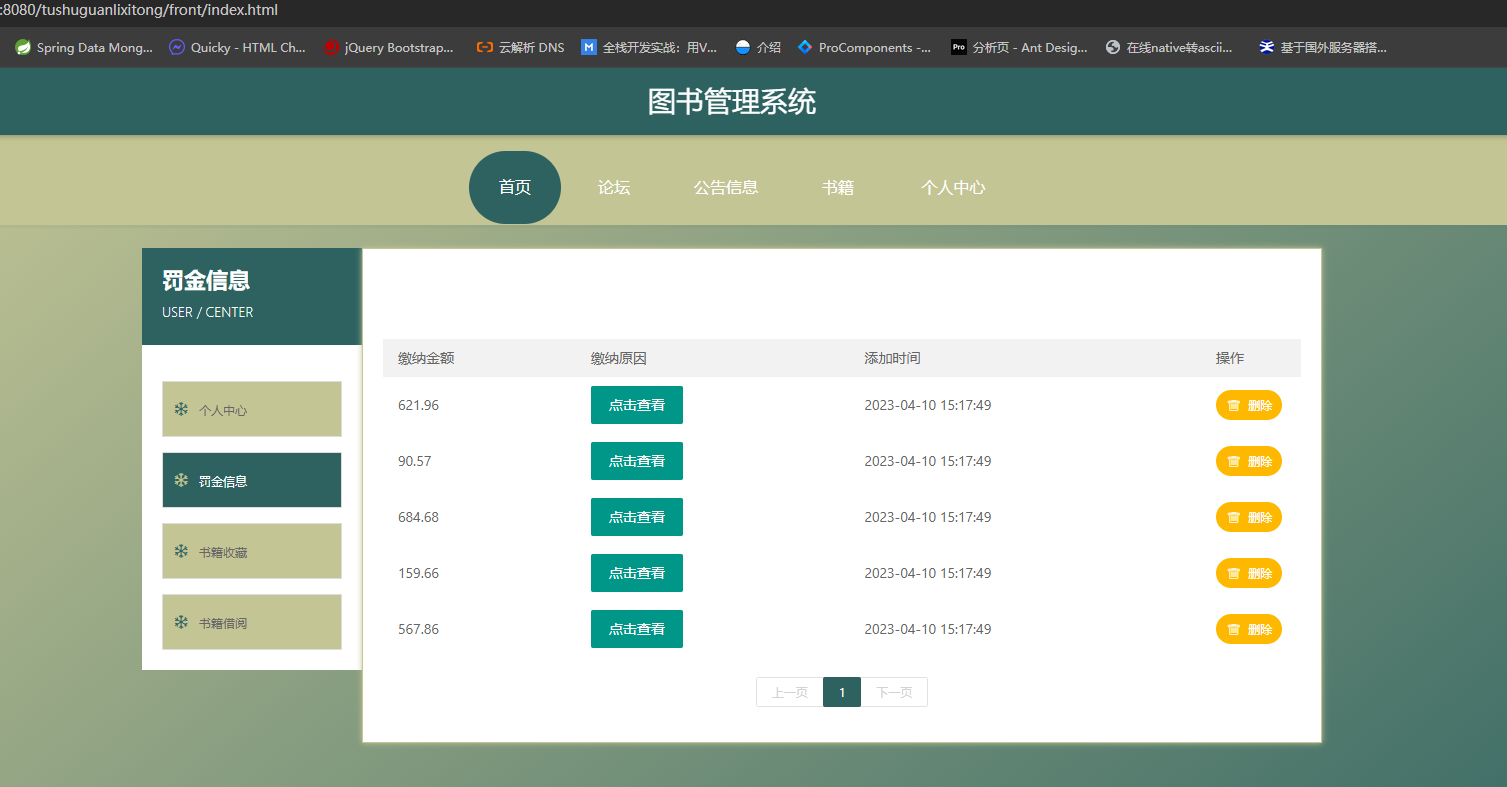 :8080/tushuguanlixitong/front/index.html
Spring Data Mong... Quicky - HTML Ch... jQuery Bootstrap... 云解析 DNS 全栈开发实战：用V... 介绍 ProComponents -... Pro 分析页 - Ant Desig... 在线native转ascii... 基于国外服务器搭...
图书管理系统
首页 论坛 公告信息 书籍 个人中心
罚金信息
USER / CENTER
个人中心
罚金信息
书籍收藏
书籍借阅
缴纳金额 缴纳原因 添加时间 操作
621.96 点击查看 2023-04-10 15:17:49 删除
90.57 点击查看 2023-04-10 15:17:49 删除
684.68 点击查看 2023-04-10 15:17:49 删除
159.66 点击查看 2023-04-10 15:17:49 删除
567.86 点击查看 2023-04-10 15:17:49 删除
上一页 1 下一页